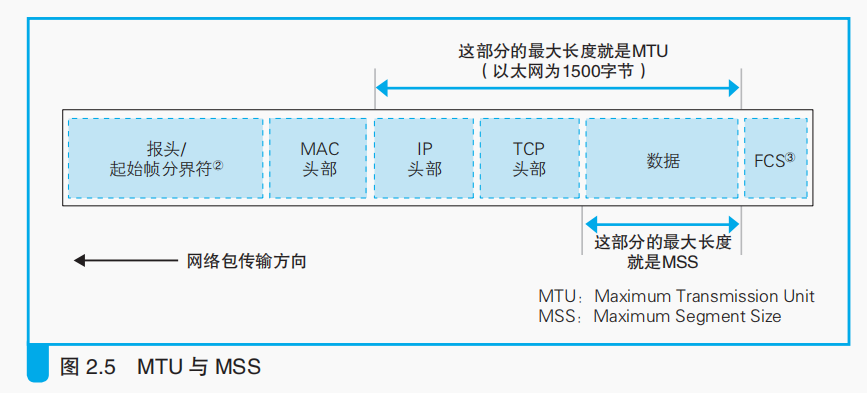 这部分的最大长度就是MTU
（以太网为1500字节）
报头/
起始帧分界符②
MAC
头部
IP
头部
TCP
头部
数据
FCS③
这部分的最大长度
就是MSS
网络包传输方向
MTU：Maximum Transmission Unit
MSS：Maximum Segment Size
图 2.5 MTU 与 MSS